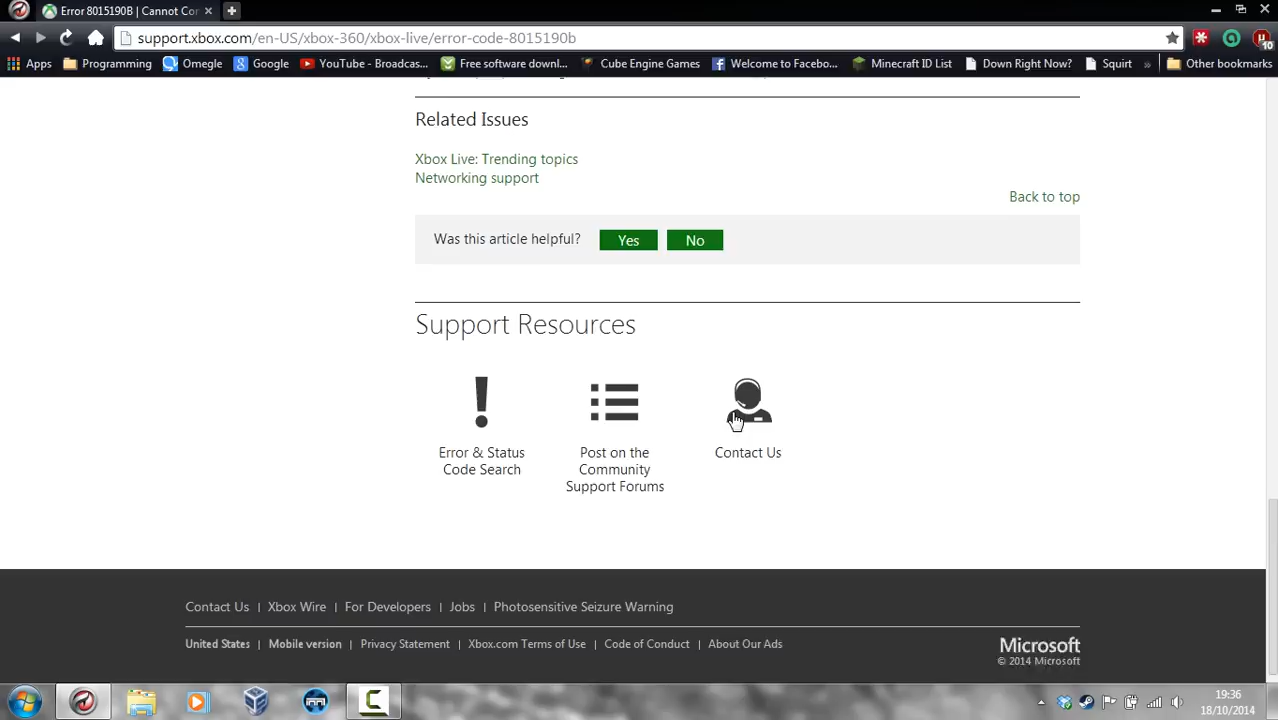 Error 8015190B | Cannot Cor
support.xbox.com/en-US/xbox-360/xbox-live/error-code-8015190b
10
Apps Programming Omegle Google YouTube - Broadcas... Free software downl... Cube Engine Games Welcome to Facebo... Minecraft ID List Down Right Now? Squirt » Other bookmarks
Related Issues
Xbox Live: Trending topics
Networking support
Back to top
Was this article helpful? Yes No
Support Resources
Error & Status
Code Search
Post on the
Community
Support Forums
Contact Us
Contact Us | Xbox Wire | For Developers | Jobs | Photosensitive Seizure Warning
United States | Mobile version | Privacy Statement | Xbox.com Terms of Use | Code of Conduct | About Our Ads
Microsoft
© 2014 Microsoft
19:36
18/10/2014